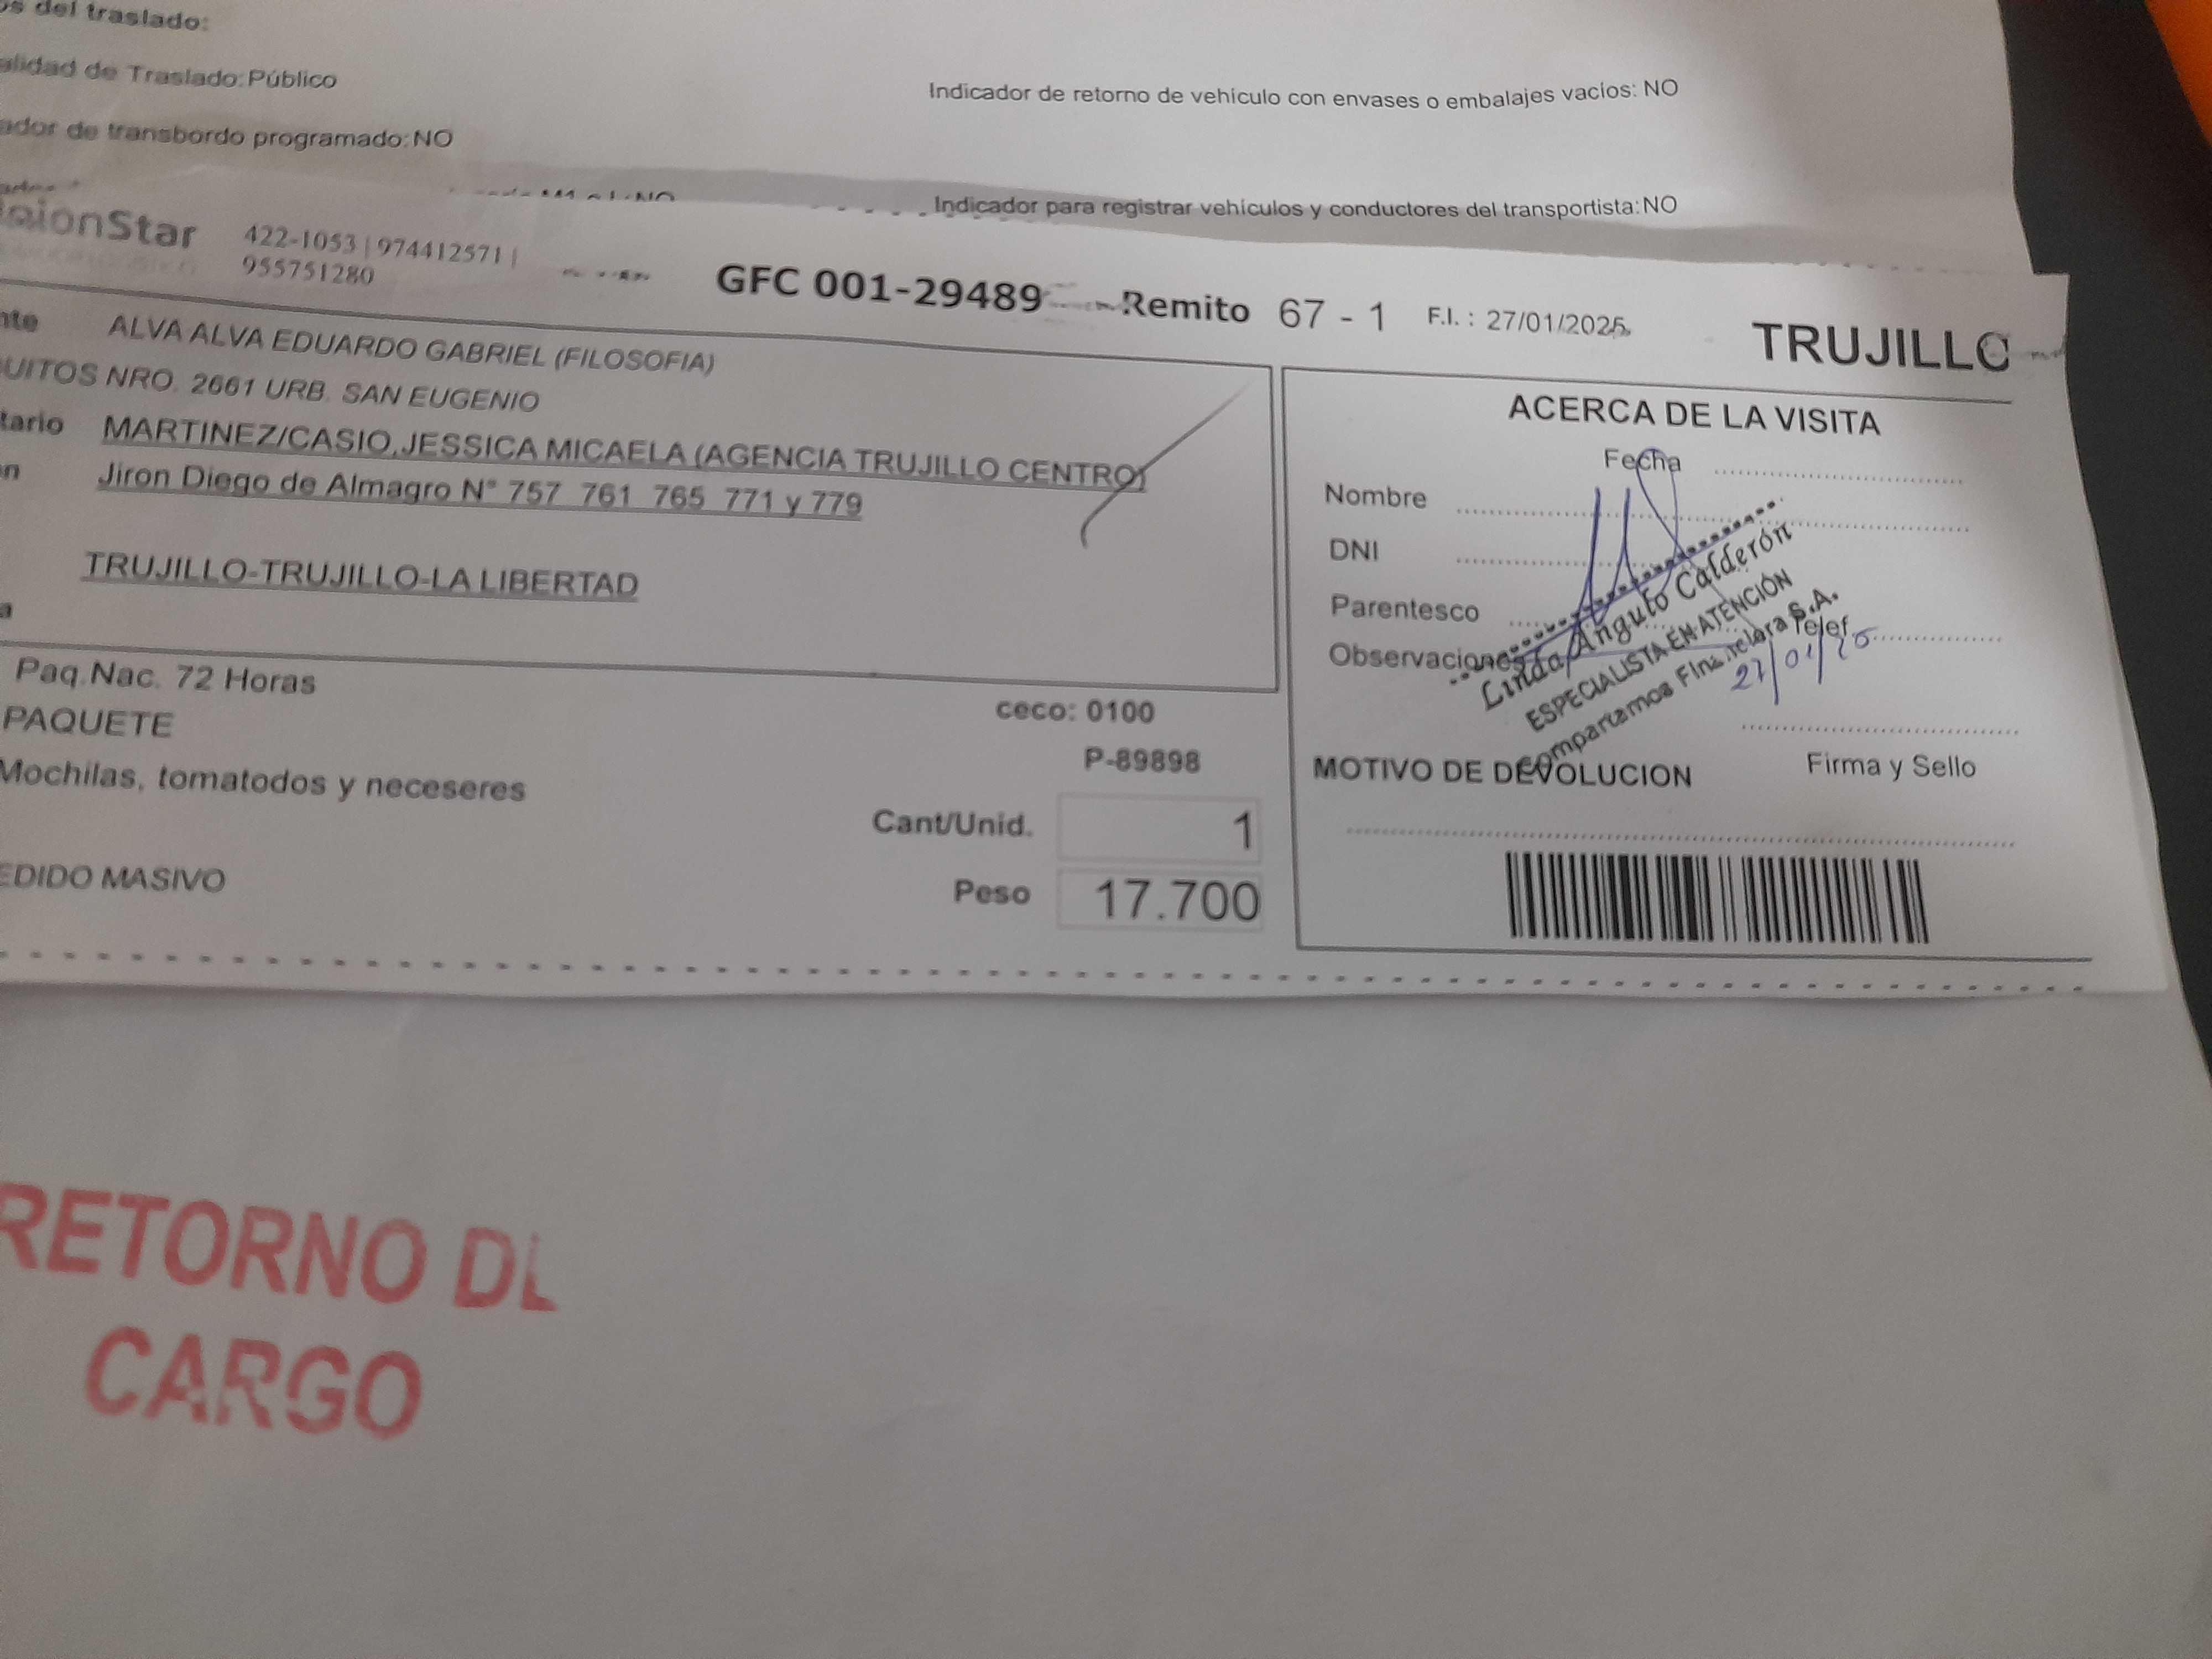 os del traslado:
alidad de Traslado: Público
Indicador de retorno de vehículo con envases o embalajes vacíos: NO
ador de transbordo programado: NO
Indicador para registrar vehículos y conductores del transportista: NO
sionStar
422-1053 | 974412571 |
955751280
GFC 001-29489
Remito 67 - 1
F.I. : 27/01/2025
TRUJILLO
nte ALVA ALVA EDUARDO GABRIEL (FILOSOFIA)
UITOS NRO. 2661 URB. SAN EUGENIO
tario MARTINEZ/CASIO,JESSICA MICAELA (AGENCIA TRUJILLO CENTRO)
n Jiron Diego de Almagro N° 757 761 765 771 y 779
TRUJILLO-TRUJILLO-LA LIBERTAD
a
Paq.Nac. 72 Horas
PAQUETE
Mochilas, tomatodos y neceseres
EDIDO MASIVO
ceco: 0100
P-89898
Cant/Unid. 1
Peso 17.700
ACERCA DE LA VISITA
Fecha
Nombre
DNI
Parentesco
Observaciones
Telef
Linda Angulo Calderón
ESPECIALISTA EN ATENCIÓN
Compartamos Financiera S.A.
27/01/25
Firma y Sello
MOTIVO DE DEVOLUCION
RETORNO DE
CARGO